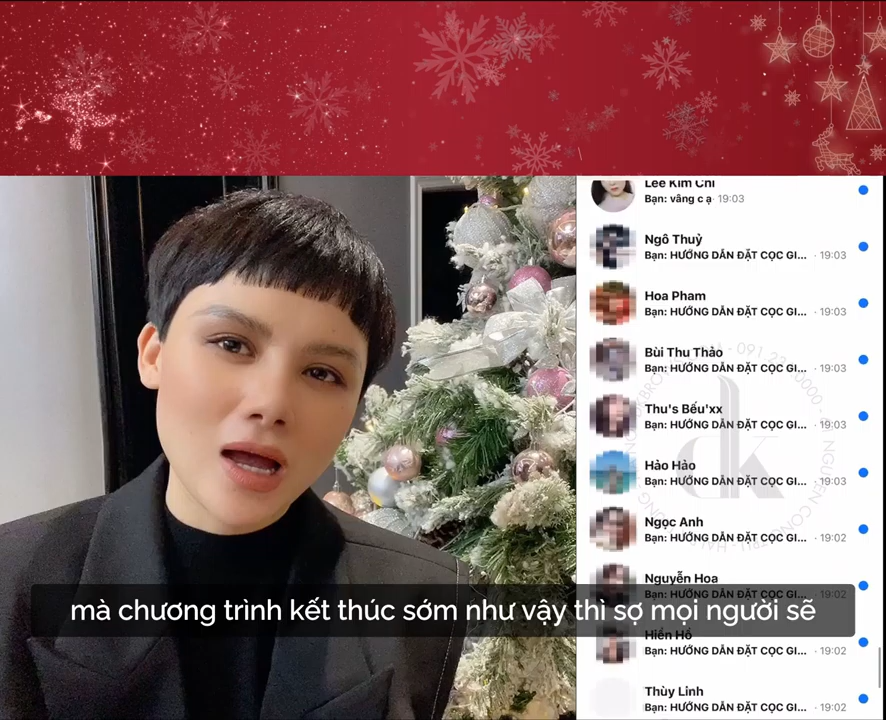 Lee Kim Chi
Bạn: vâng c ạ · 19:03
Ngô Thuỷ
Bạn: HƯỚNG DẪN ĐẶT CỌC GI... · 19:03
Hoa Pham
Bạn: HƯỚNG DẪN ĐẶT CỌC GI... · 19:03
Bùi Thu Thảo
Bạn: HƯỚNG DẪN ĐẶT CỌC GI... · 19:03
Thu's Bếu'xx
Bạn: HƯỚNG DẪN ĐẶT CỌC GI... · 19:03
Hảo Hảo
Bạn: HƯỚNG DẪN ĐẶT CỌC GI... · 19:03
Ngọc Anh
Bạn: HƯỚNG DẪN ĐẶT CỌC GI... · 19:02
Nguyễn Hoa
19:02
mà chương trình kết thúc sớm như vậy thì sợ mọi người sẽ
Hiền Hồ
Bạn: HƯỚNG DẪN ĐẶT CỌC GI... · 19:02
Thùy Linh
Bạn: HƯỚNG DẪN ĐẶT CỌC GI... · 19:02
dk